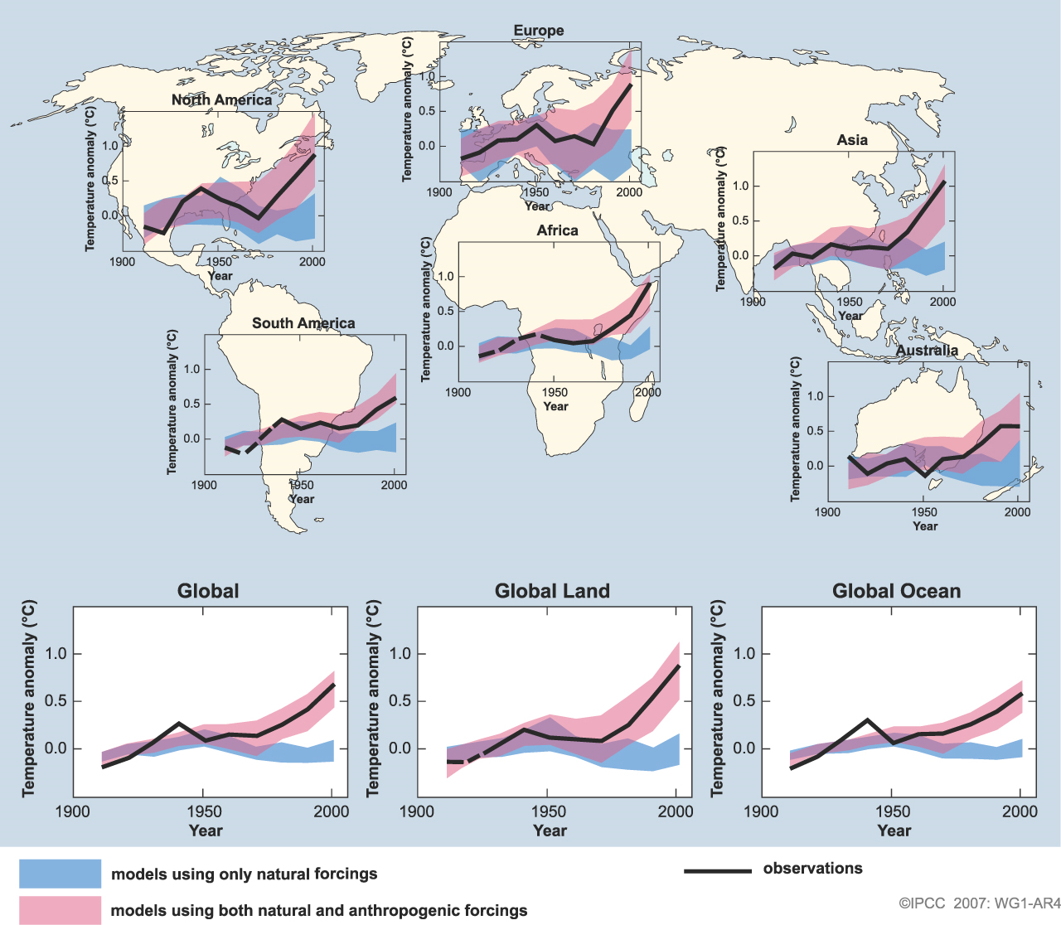 Europe
Temperature anomaly (°C)
1.0
0.5
0.0
1900
1950
2000
Year
North America
Temperature anomaly (°C)
1.0
0.5
0.0
1900
1950
2000
Year
Asia
Temperature anomaly (°C)
1.0
0.5
0.0
1900
1950
2000
Year
Africa
Temperature anomaly (°C)
1.0
0.5
0.0
1900
1950
2000
Year
South America
Temperature anomaly (°C)
1.0
0.5
0.0
1900
1950
2000
Year
Australia
Temperature anomaly (°C)
1.0
0.5
0.0
1900
1950
2000
Year
Global
Temperature anomaly (°C)
1.0
0.5
0.0
1900
1950
2000
Year
Global Land
Temperature anomaly (°C)
1.0
0.5
0.0
1900
1950
2000
Year
Global Ocean
Temperature anomaly (°C)
1.0
0.5
0.0
1900
1950
2000
Year
models using only natural forcings
observations
models using both natural and anthropogenic forcings
©IPCC 2007: WG1-AR4